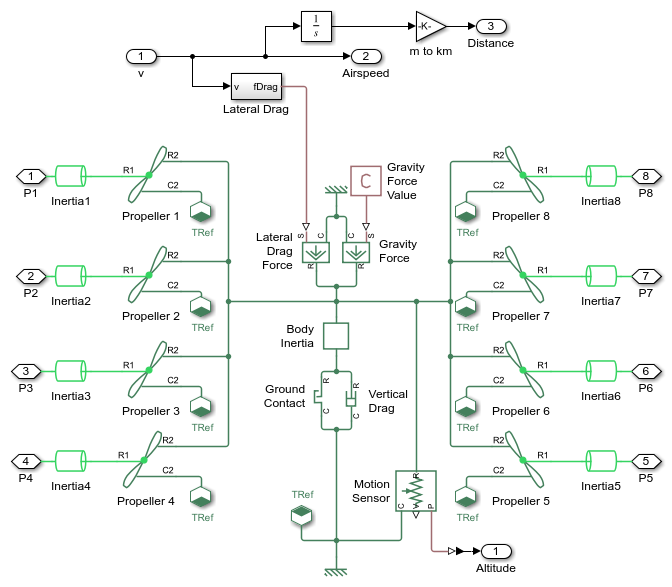 1
s
-K-
m to km
3
Distance
1
v
2
Airspeed
v fDrag
Lateral Drag
1
P1
Inertia1
R1
R2
C2
Propeller 1
TRef
2
P2
Inertia2
R1
R2
C2
Propeller 2
TRef
3
P3
Inertia3
R1
R2
C2
Propeller 3
TRef
4
P4
Inertia4
R1
R2
C2
Propeller 4
TRef
C
Gravity
Force
Value
S
C
R
Lateral
Drag
Force
C
S
R
Gravity
Force
Body
Inertia
Ground
Contact
R
C
R
C
Vertical
Drag
TRef
Motion
Sensor
R
C
V
P
1
Altitude
R2
R1
C2
Propeller 8
TRef
Inertia8
8
P8
R2
R1
C2
Propeller 7
TRef
Inertia7
7
P7
R2
R1
C2
Propeller 6
TRef
Inertia6
6
P6
R2
R1
C2
Propeller 5
TRef
Inertia5
5
P5